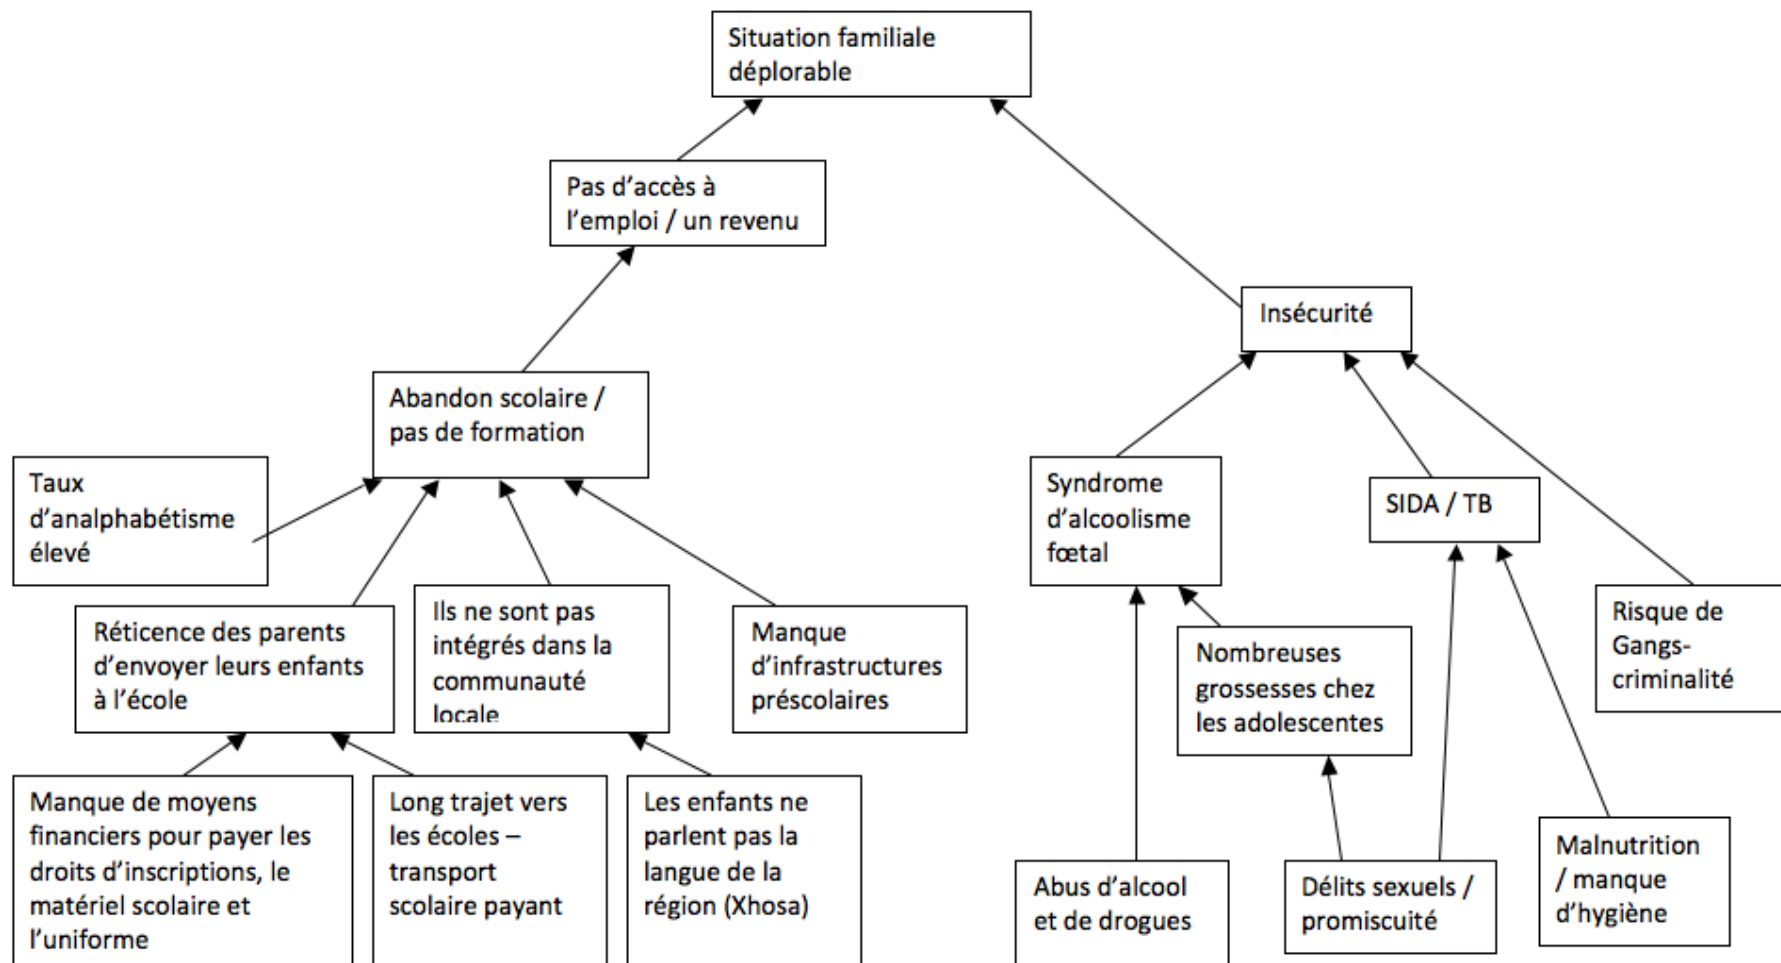 Situation familiale
déplorable
Pas d'accès à
l'emploi / un revenu
Insécurité
Abandon scolaire /
pas de formation
Taux
d'analphabétisme
élevé
Syndrome
d'alcoolisme
fœtal
SIDA / TB
Réticence des parents
d'envoyer leurs enfants
à l'école
Ils ne sont pas
intégrés dans la
communauté
locale
Manque
d'infrastructures
préscolaires
Nombreuses
grossesses chez
les adolescentes
Risque de
Gangs-
criminalité
Manque de moyens
financiers pour payer les
droits d'inscriptions, le
matériel scolaire et
l'uniforme
Long trajet vers
les écoles –
transport
scolaire payant
Les enfants ne
parlent pas la
langue de la
région (Xhosa)
Abus d'alcool
et de drogues
Délits sexuels /
promiscuité
Malnutrition
/ manque
d'hygiène